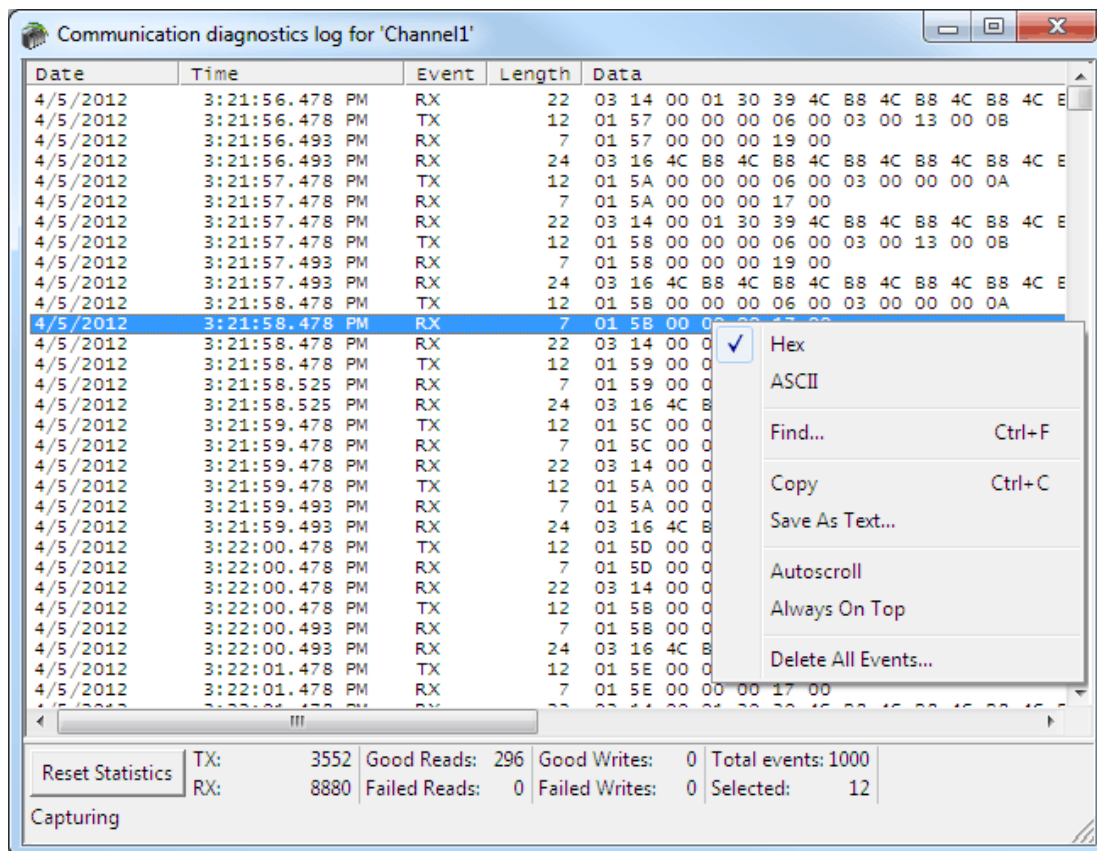 Communication diagnostics log for 'Channel1'
Date Time Event Length Data
4/5/2012 3:21:56.478 PM RX 22 03 14 00 01 30 39 4C B8 4C B8 4C B8 4C
4/5/2012 3:21:56.478 PM TX 12 01 57 00 00 00 06 00 03 00 13 00 0B
4/5/2012 3:21:56.493 PM RX 7 01 57 00 00 00 19 00
4/5/2012 3:21:56.493 PM RX 24 03 16 4C B8 4C B8 4C B8 4C B8 4C B8 4C
4/5/2012 3:21:57.478 PM TX 12 01 5A 00 00 00 06 00 03 00 00 00 0A
4/5/2012 3:21:57.478 PM RX 7 01 5A 00 00 00 17 00
4/5/2012 3:21:57.478 PM RX 22 03 14 00 01 30 39 4C B8 4C B8 4C B8 4C
4/5/2012 3:21:57.478 PM TX 12 01 58 00 00 00 06 00 03 00 13 00 0B
4/5/2012 3:21:57.493 PM RX 7 01 58 00 00 00 19 00
4/5/2012 3:21:57.493 PM RX 24 03 16 4C B8 4C B8 4C B8 4C B8 4C B8 4C
4/5/2012 3:21:58.478 PM TX 12 01 5B 00 00 00 06 00 03 00 00 00 0A
4/5/2012 3:21:58.478 PM RX 7 01 5B 00
4/5/2012 3:21:58.478 PM RX 22 03 14 00
Hex
4/5/2012 3:21:58.478 PM TX 12 01 59 00
4/5/2012 3:21:58.525 PM RX 7 01 59 00
ASCII
4/5/2012 3:21:58.525 PM RX 24 03 16 4C
4/5/2012 3:21:59.478 PM TX 12 01 5C 00
Find... Ctrl+F
4/5/2012 3:21:59.478 PM RX 7 01 5C 00
4/5/2012 3:21:59.478 PM RX 22 03 14 00
4/5/2012 3:21:59.478 PM TX 12 01 5A 00
Copy Ctrl+C
4/5/2012 3:21:59.493 PM RX 7 01 5A 00
4/5/2012 3:21:59.493 PM RX 24 03 16 4C
Save As Text...
4/5/2012 3:22:00.478 PM TX 12 01 5D 00
4/5/2012 3:22:00.478 PM RX 7 01 5D 00
Autoscroll
4/5/2012 3:22:00.478 PM RX 22 03 14 00
4/5/2012 3:22:00.478 PM TX 12 01 5B 00
Always On Top
4/5/2012 3:22:00.493 PM RX 7 01 5B 00
4/5/2012 3:22:00.493 PM RX 24 03 16 4C
Delete All Events...
4/5/2012 3:22:01.478 PM TX 12 01 5E 00
4/5/2012 3:22:01.478 PM RX 7 01 5E 00 00 00 17 00
Reset Statistics
TX: 3552 Good Reads: 296 Good Writes: 0 Total events: 1000
RX: 8880 Failed Reads: 0 Failed Writes: 0 Selected: 12
Capturing